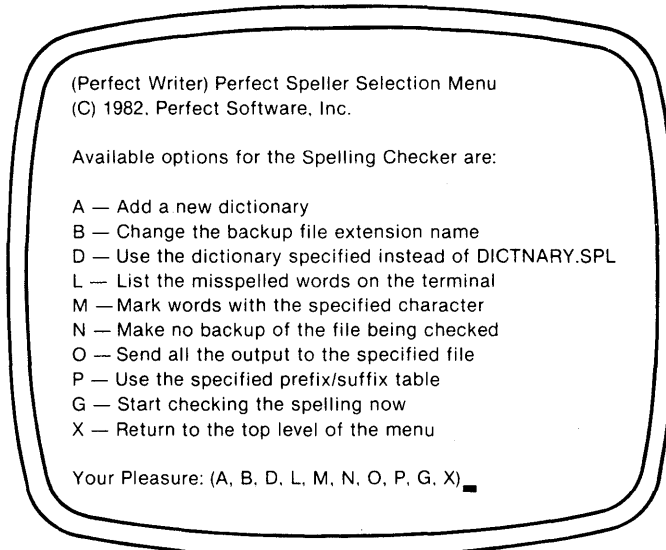 (Perfect Writer) Perfect Speller Selection Menu
(C) 1982. Perfect Software, Inc.
Available options for the Spelling Checker are:
A — Add a new dictionary
B — Change the backup file extension name
D — Use the dictionary specified instead of DICTNARY.SPL
L — List the misspelled words on the terminal
M — Mark words with the specified character
N — Make no backup of the file being checked
O — Send all the output to the specified file
P — Use the specified prefix/suffix table
G — Start checking the spelling now
X — Return to the top level of the menu
Your Pleasure: (A, B, D, L, M, N, O, P, G, X)